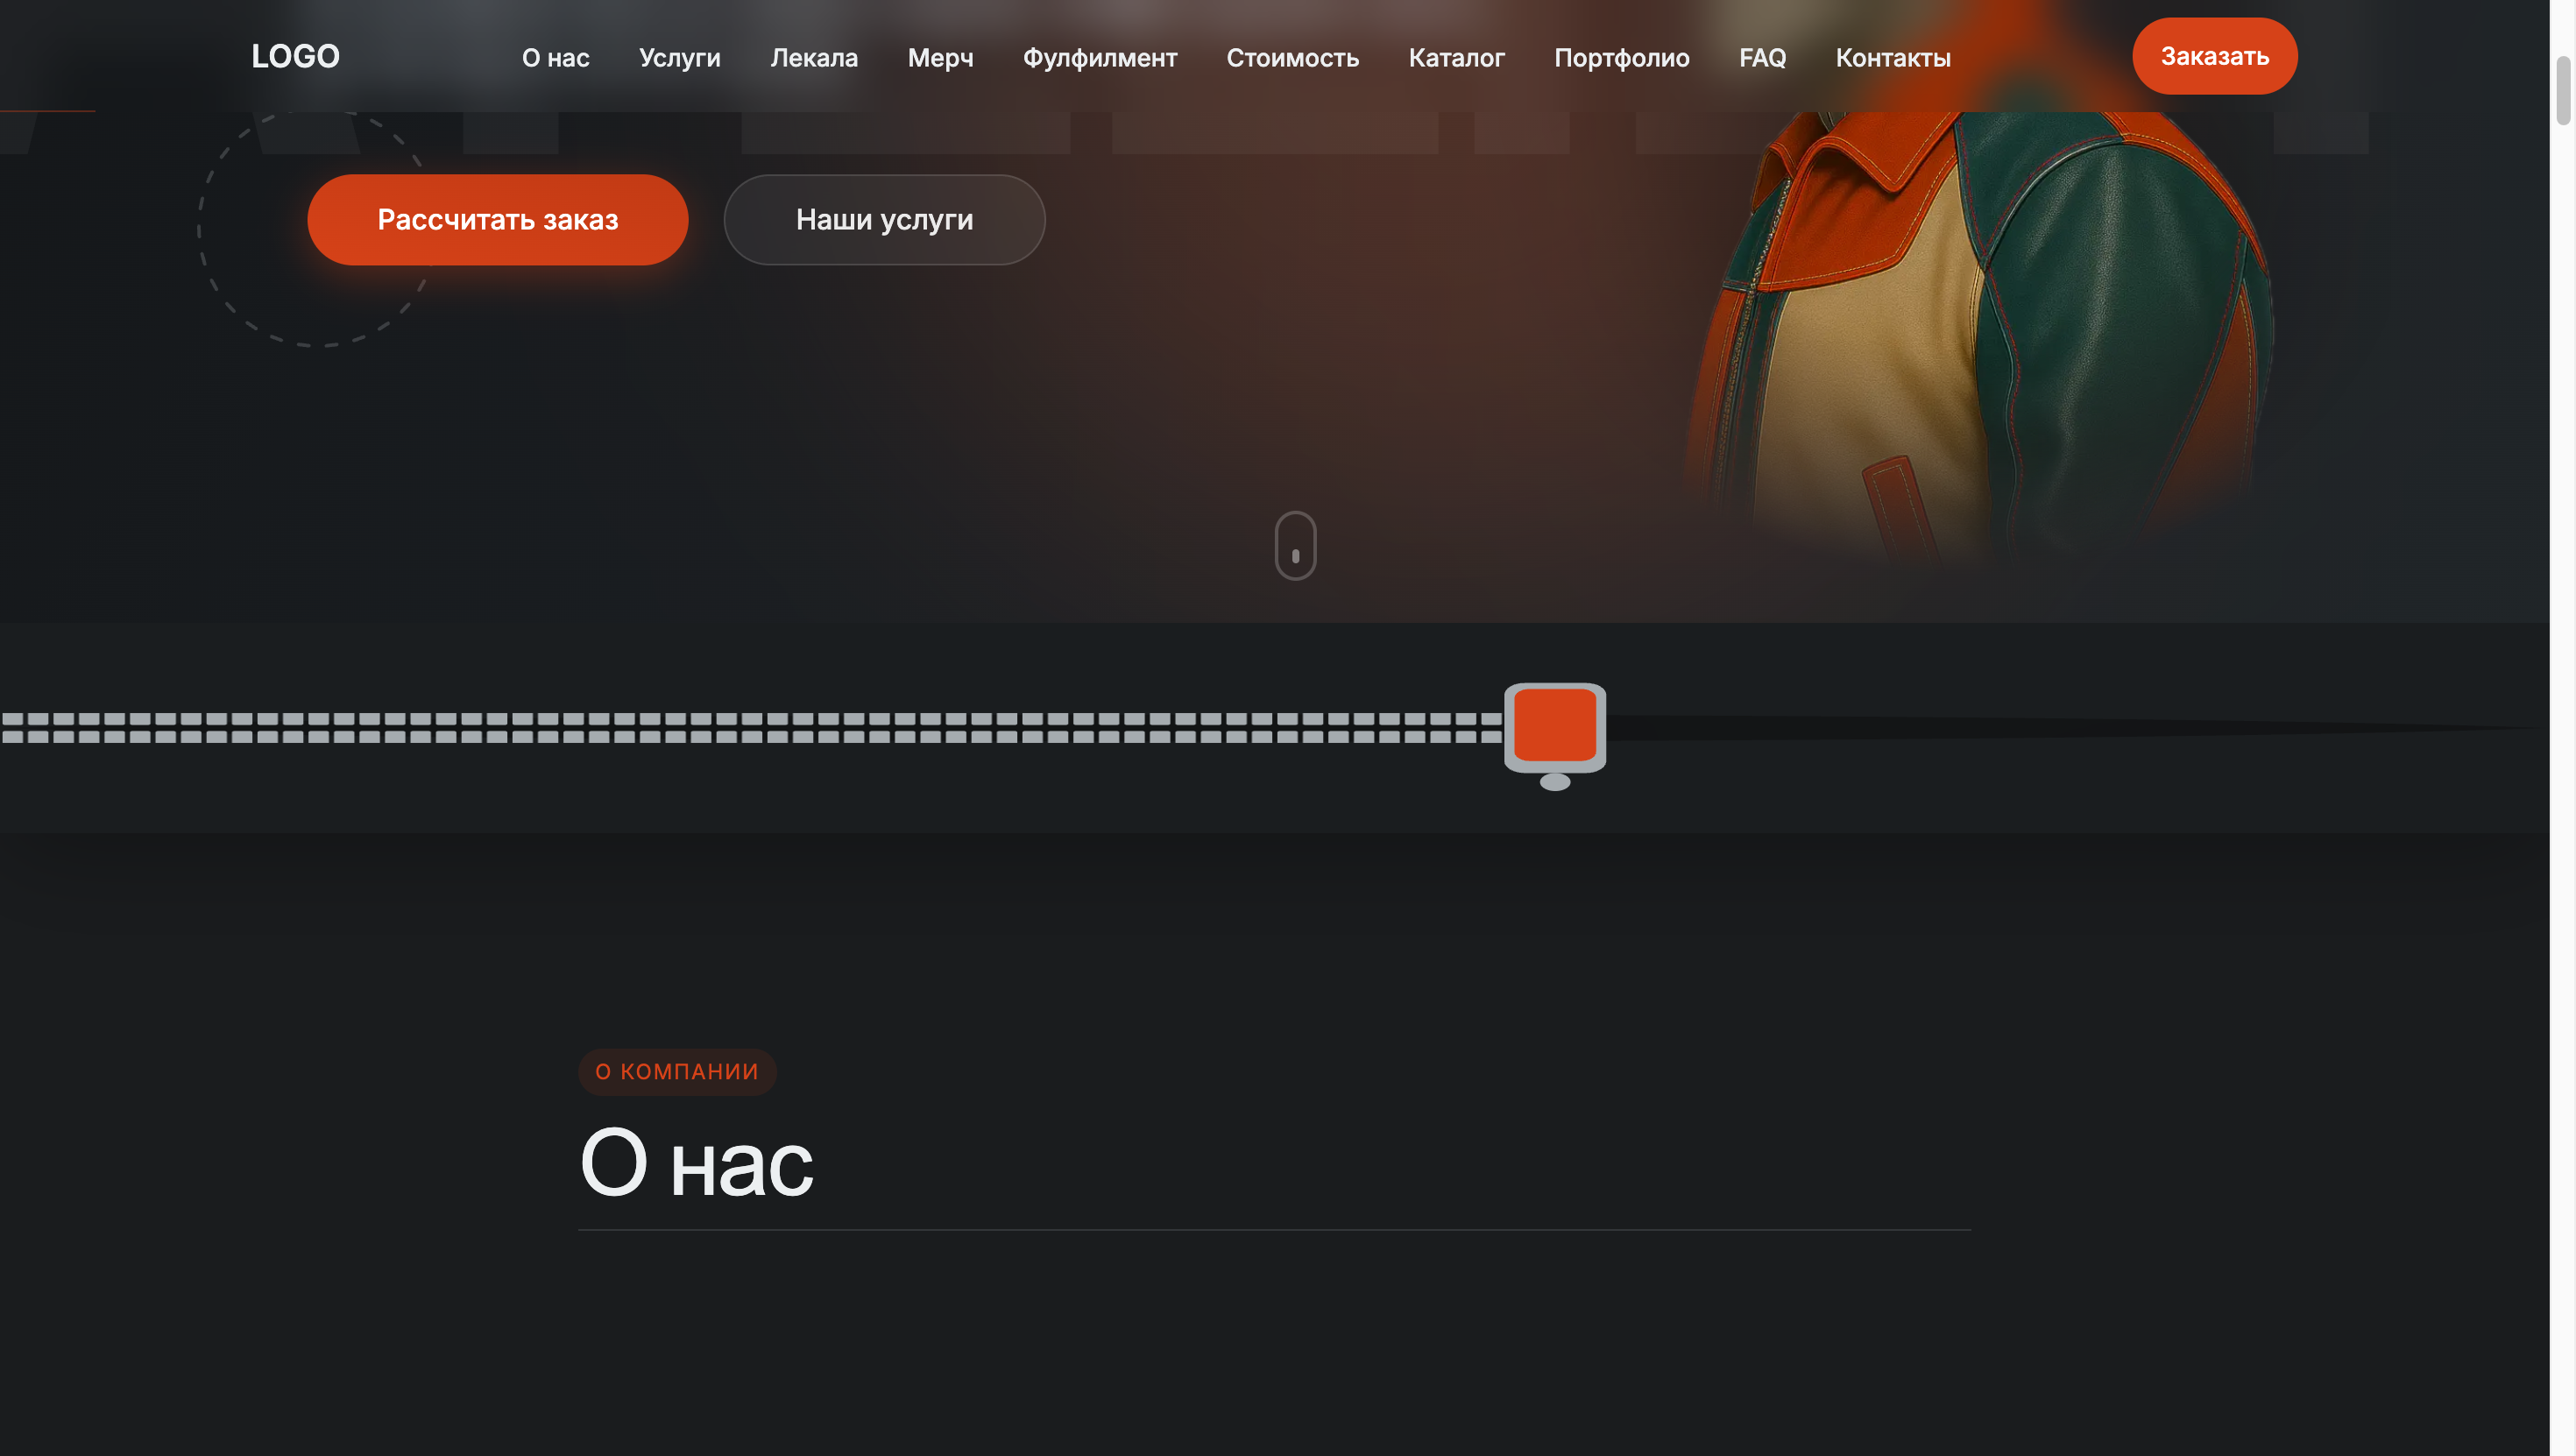 LOGO
О нас Услуги Лекала Мерч Фулфилмент Стоимость Каталог Портфолио FAQ Контакты Заказать
Рассчитать заказ Наши услуги
О КОМПАНИИ
О нас